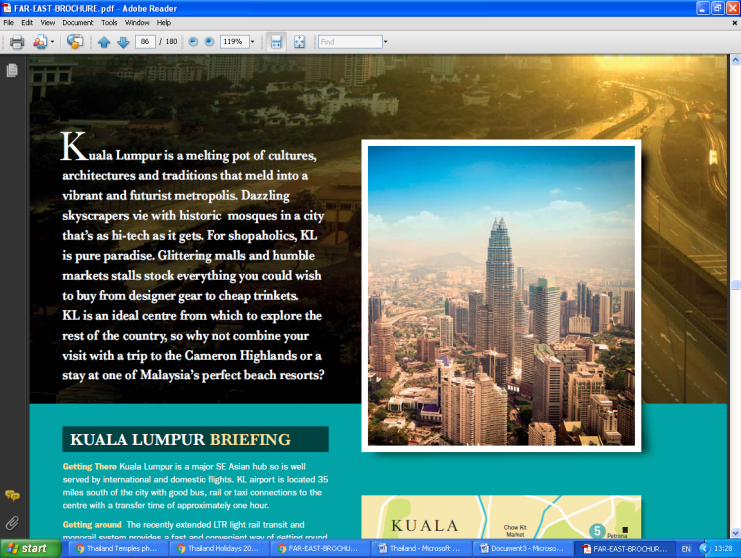 FAR-EAST-BROCHURE.pdf - Adobe Reader
File Edit View Document Tools Window Help
86 / 180 119% Find
Kuala Lumpur is a melting pot of cultures,
architectures and traditions that meld into a
vibrant and futurist metropolis. Dazzling
skyscrapers vie with historic mosques in a city
that's as hi-tech as it gets. For shopaholics, KL
is pure paradise. Glittering malls and humble
markets stalls stock everything you could wish
to buy from designer gear to cheap trinkets.
KL is an ideal centre from which to explore the
rest of the country, so why not combine your
visit with a trip to the Cameron Highlands or a
stay at one of Malaysia's perfect beach resorts?
KUALA LUMPUR BRIEFING
Getting There Kuala Lumpur is a major SE Asian hub so is well
served by international and domestic flights. KL airport is located 35
miles south of the city with good bus, rail or taxi connections to the
centre with a transfer time of approximately one hour.
Getting around The recently extended LTR light rail transit and
monorail system provides a fast and convenient way of getting round
KUALA
Chow Kit
Market
5
Petrona
start
Thailand Temples ph...
Thailand Holidays 20...
FAR-EAST-BROCHU...
Thailand - Microsoft ...
Document3 - Microso...
FAR-EAST-BROCHUR...
EN
13:28